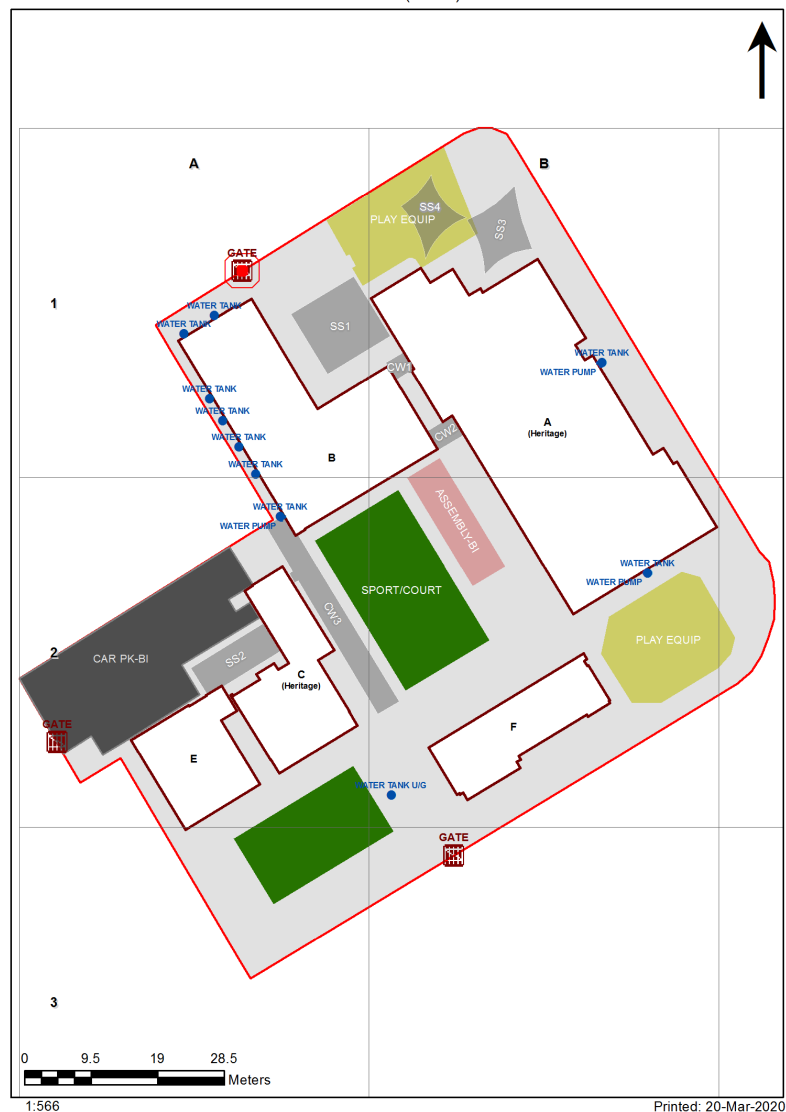 A
B
SS4
PLAY EQUIP
SS3
GATE
1
WATER TANK
WATER TANK
SS1
WATER TANK
WATER PUMP
CW1
WATER TANK
WATER TANK
A
(Heritage)
CW2
WATER TANK
B
WATER TANK
WATER TANK
WATER PUMP
ASSEMBLY-BI
WATER TANK
WATER PUMP
SPORT/COURT
CW3
PLAY EQUIP
2
CAR PK-BI
SS2
C
(Heritage)
GATE
F
E
WATER TANK U/G
GATE
3
0 9.5 19 28.5
Meters
1:566
Printed: 20-Mar-2020